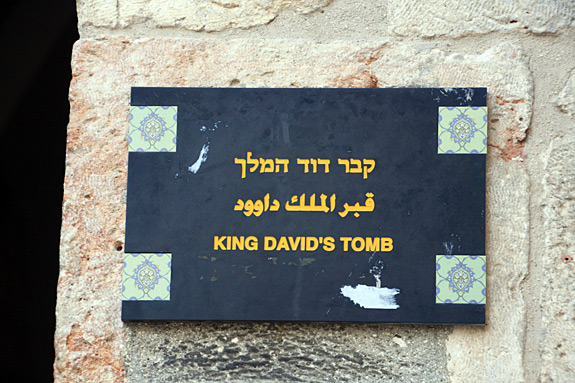 קבר דוד המלך
قبر الملك داوود
KING DAVID'S TOMB